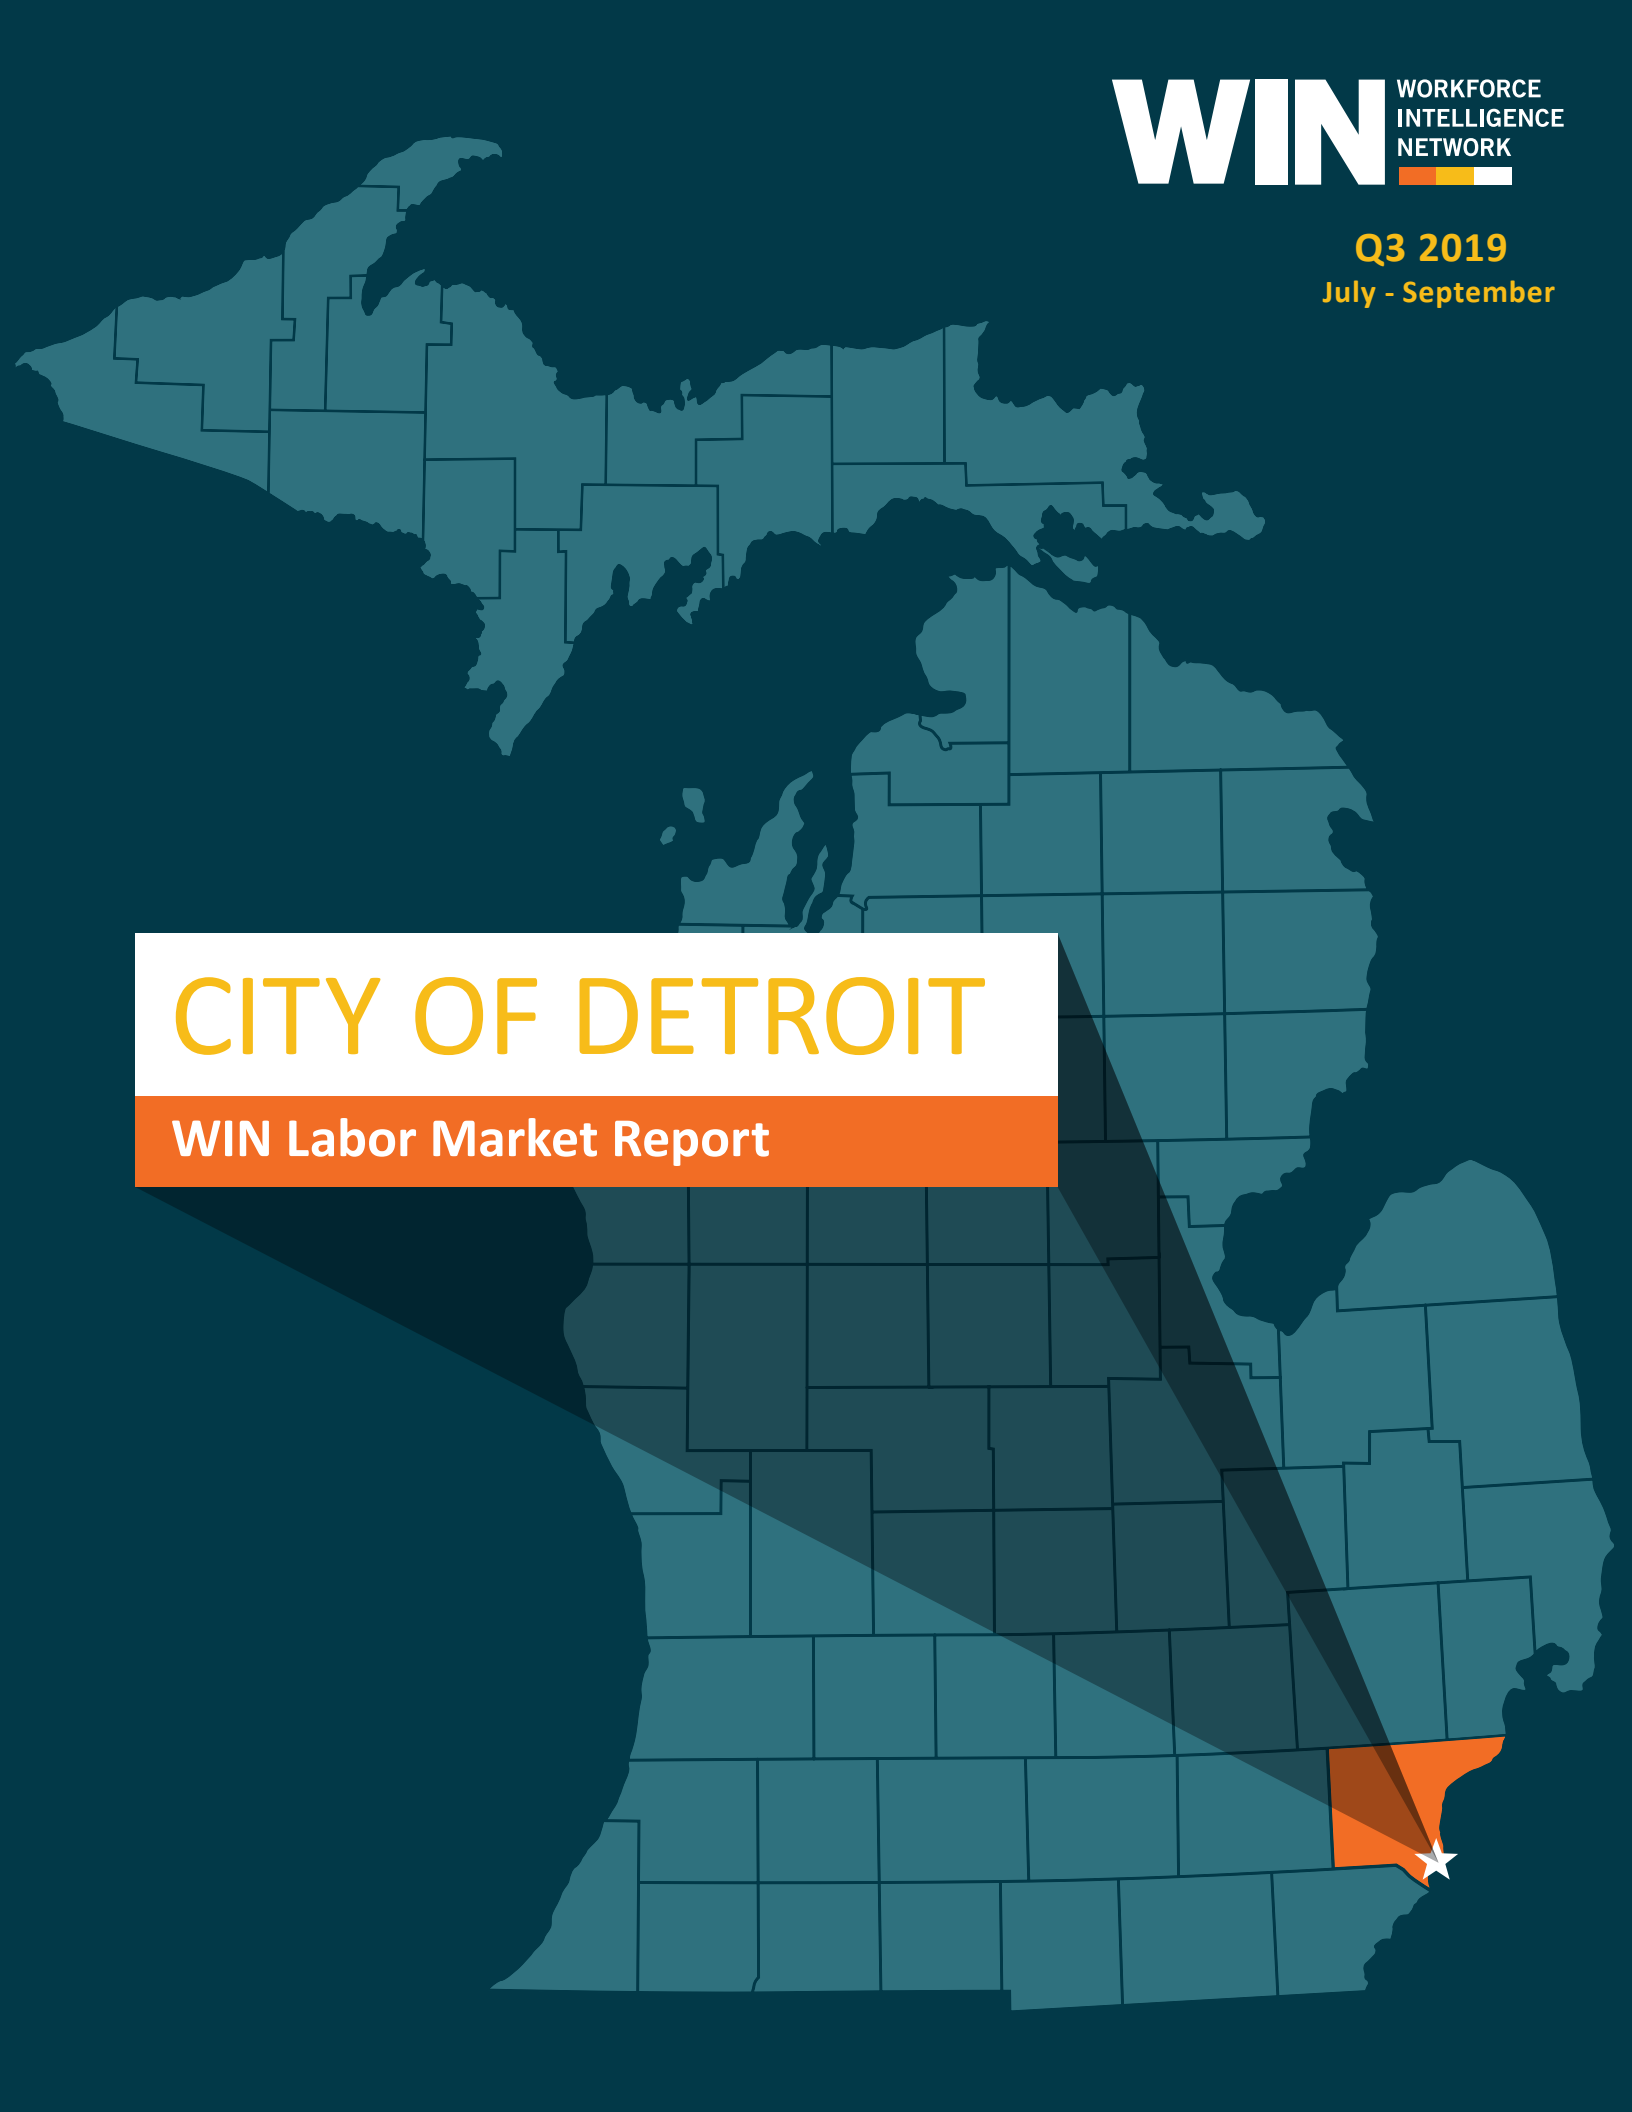 WIN
WORKFORCE
INTELLIGENCE
NETWORK
Q3 2019
July - September
CITY OF DETROIT
WIN Labor Market Report